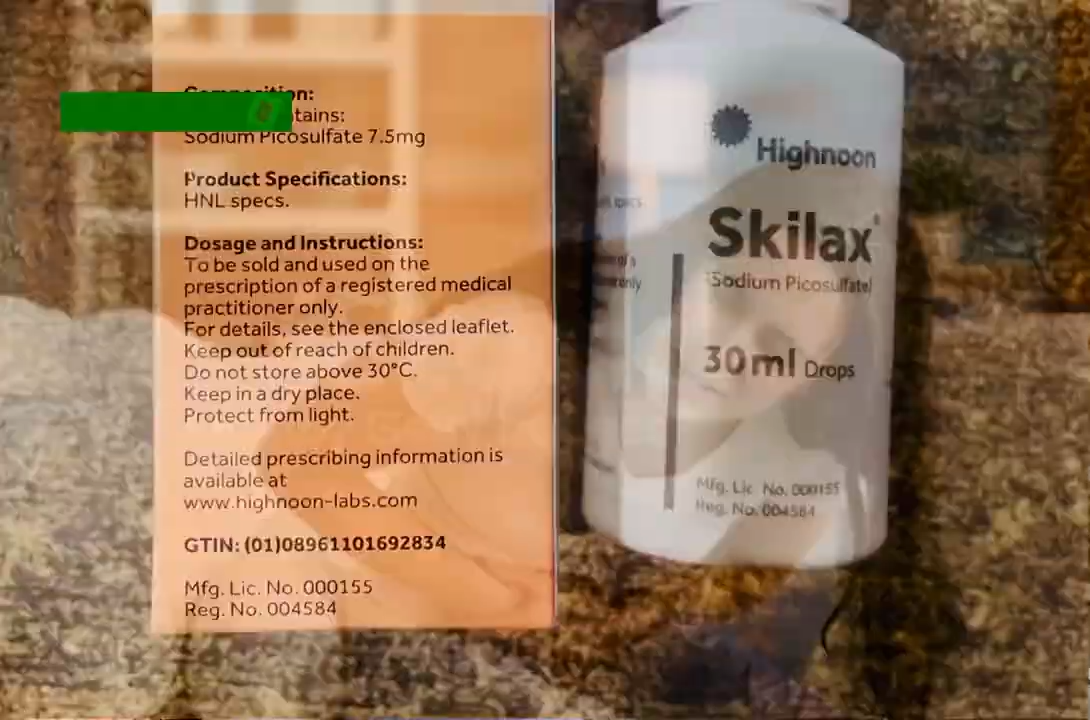 Composition:
tains:
Sodium Picosulfate 7.5mg
Product Specifications:
HNL specs.
Dosage and Instructions:
To be sold and used on the
prescription of a registered medical
practitioner only.
For details, see the enclosed leaflet.
Keep out of reach of children.
Do not store above 30°C.
Keep in a dry place.
Protect from light.
Detailed prescribing information is
available at
www.highnoon-labs.com
GTIN: (01)08961101692834
Mfg. Lic. No. 000155
Reg. No. 004584
Highnoon
Skilax®
(Sodium Picosulfate)
30ml Drops
Mfg. Lic. No. 000155
Reg. No. 004584
only